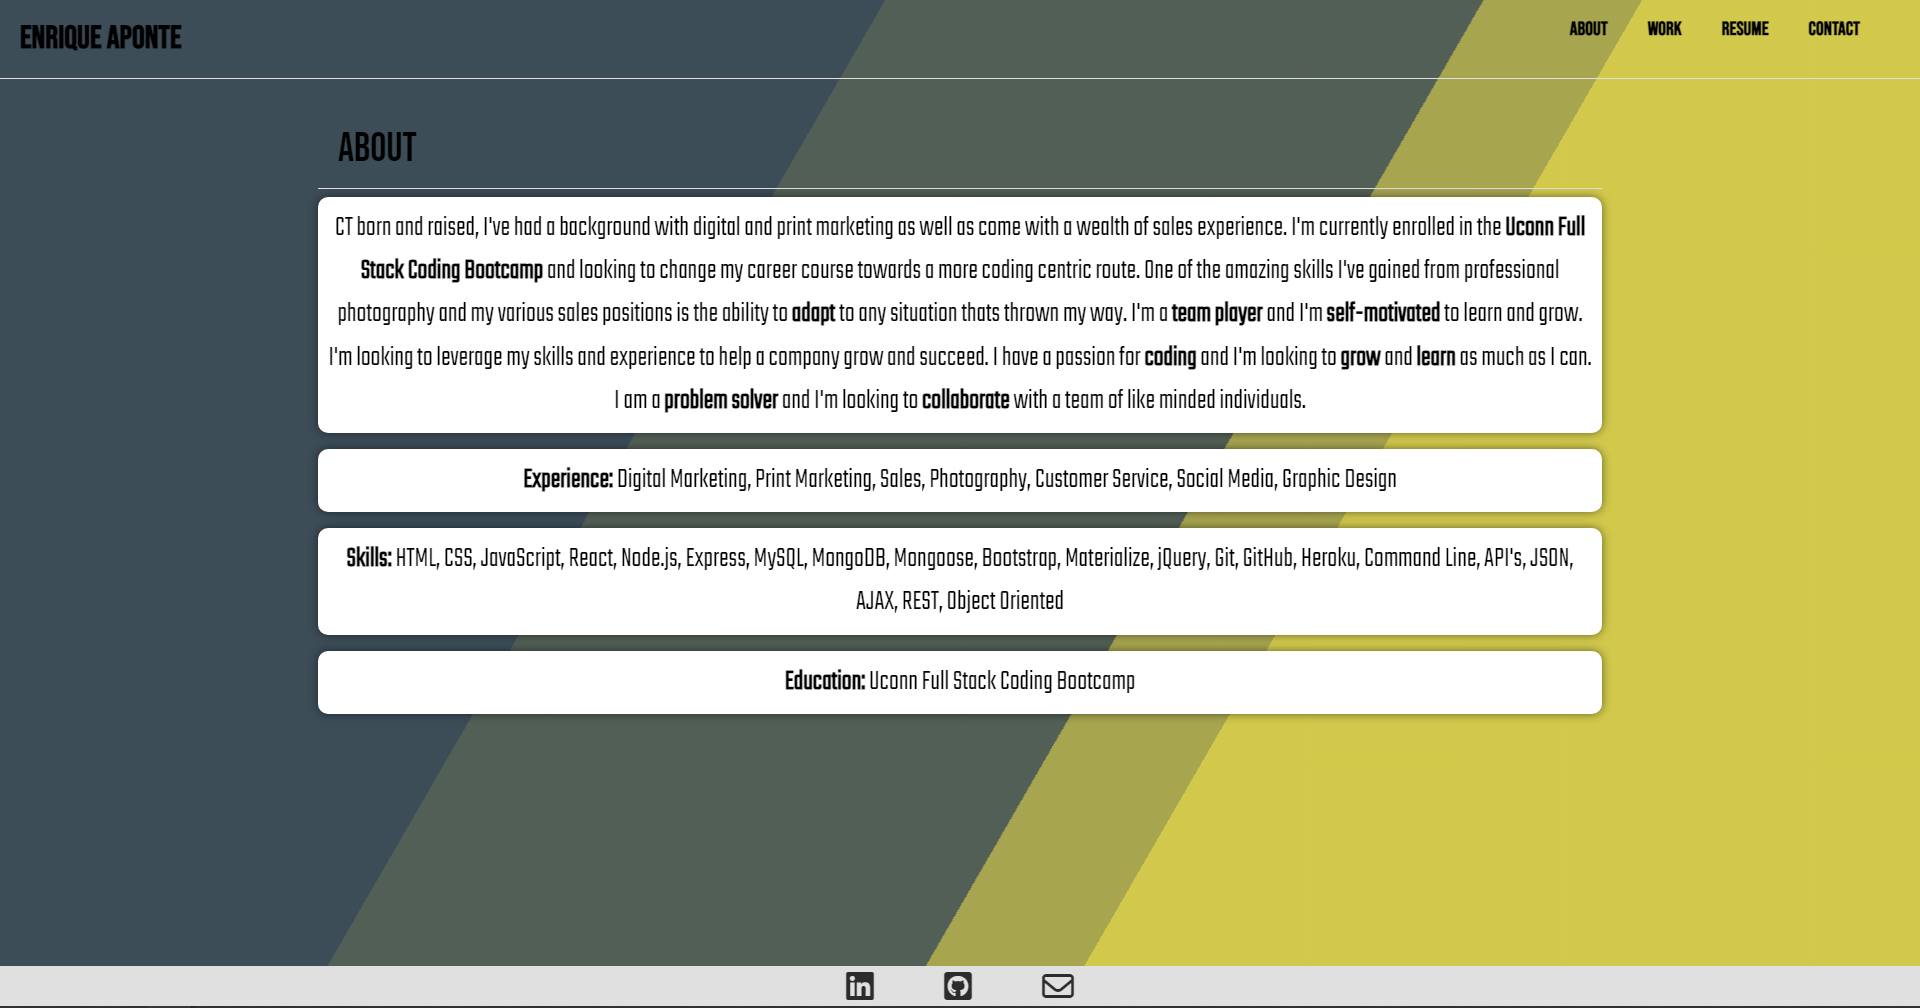 ENRIQUE APONTE
ABOUT
WORK
RESUME
CONTACT
ABOUT
CT born and raised, I've had a background with digital and print marketing as well as come with a wealth of sales experience. I'm currently enrolled in the Uconn Full
Stack Coding Bootcamp and looking to change my career course towards a more coding centric route. One of the amazing skills I've gained from professional
photography and my various sales positions is the ability to adapt to any situation thats thrown my way. I'm a team player and I'm self-motivated to learn and grow.
I'm looking to leverage my skills and experience to help a company grow and succeed. I have a passion for coding and I'm looking to grow and learn as much as I can.
I am a problem solver and I'm looking to collaborate with a team of like minded individuals.
Experience: Digital Marketing, Print Marketing, Sales, Photography, Customer Service, Social Media, Graphic Design
Skills: HTML, CSS, JavaScript, React, Node.js, Express, MySQL, MongoDB, Mongoose, Bootstrap, Materialize, jQuery, Git, GitHub, Heroku, Command Line, API's, JSON,
AJAX, REST, Object Oriented
Education: Uconn Full Stack Coding Bootcamp